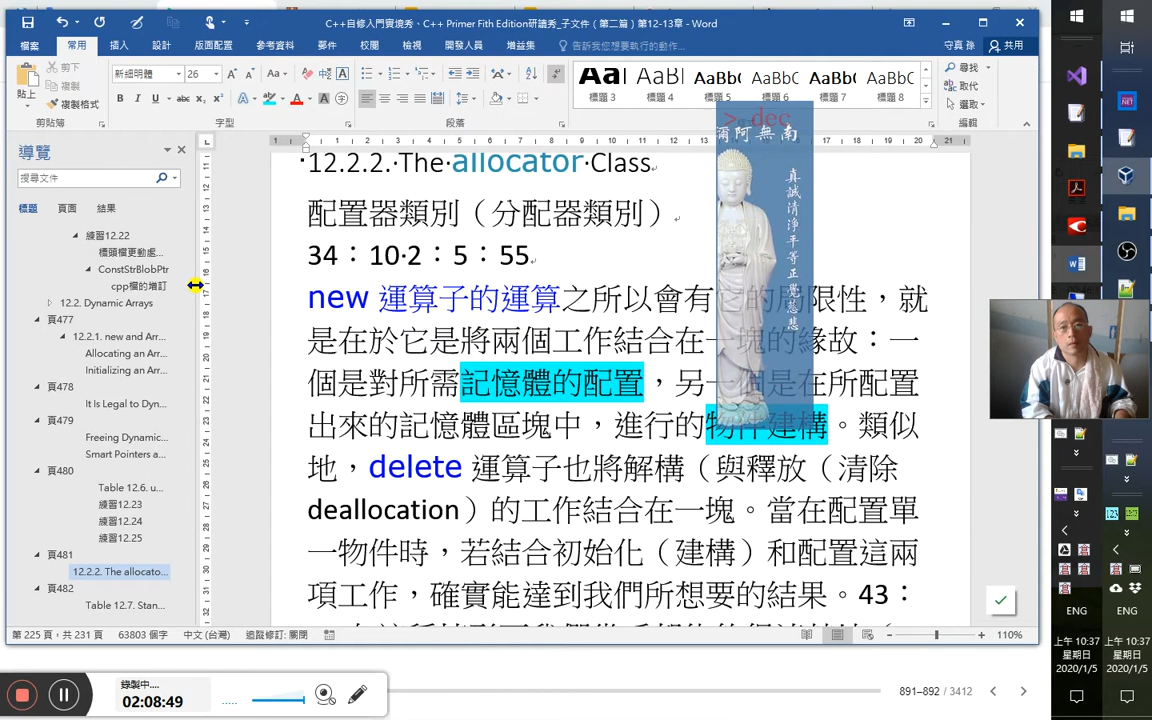 C++自修入門實境秀、C++ Primer Fith Edition研讀秀_子文件（第二篇）第12-13章 - Word
檔案
常用
插入
設計
版面配置
參考資料
郵件
校閱
檢視
開發人員
增益集
告訴我您想要執行的動作...
守真 孫
共用
貼上
剪下
複製
複製格式
剪貼簿
新細明體
26
字型
段落
標題 3
標題 4
標題 5
標題 6
標題 7
標題 8
尋找
取代
選取
編輯
導覽
搜尋文件
標題
頁面
結果
練習12.22
標頭檔更動處...
ConstStrBlobPtr
cpp檔的增訂
12.2. Dynamic Arrays
頁477
12.2.1. new and Arr...
Allocating an Arr...
Initializing an Arr...
頁478
It Is Legal to Dyn...
頁479
Freeing Dynamic...
Smart Pointers a...
頁480
Table 12.6. u...
練習12.23
練習12.24
練習12.25
頁481
12.2.2. The allocato...
頁482
Table 12.7. Stan...
12.2.2.·The·allocator·Class
配置器類別（分配器類別）
34：10·2：5：55
new 運算子的運算之所以會有它的局限性，就
是在於它是將兩個工作結合在一塊的緣故：一
個是對所需記憶體的配置，另一個是在所配置
出來的記憶體區塊中，進行的物件建構。類似
地，delete 運算子也將解構（與釋放（清除
deallocation）的工作結合在一塊。當在配置單
一物件時，若結合初始化（建構）和配置這兩
項工作，確實能達到我們所想要的結果。43：
> dec
南無阿彌
真誠清淨平等正覺慈悲
第 225 頁，共 231 頁
63803 個字
中文 (台灣)
追蹤修訂: 關閉
110%
錄製中....
02:08:49
891–892 / 3412
ENG
ENG
上午 10:37
星期日
2020/1/5
上午 10:37
星期日
2020/1/5